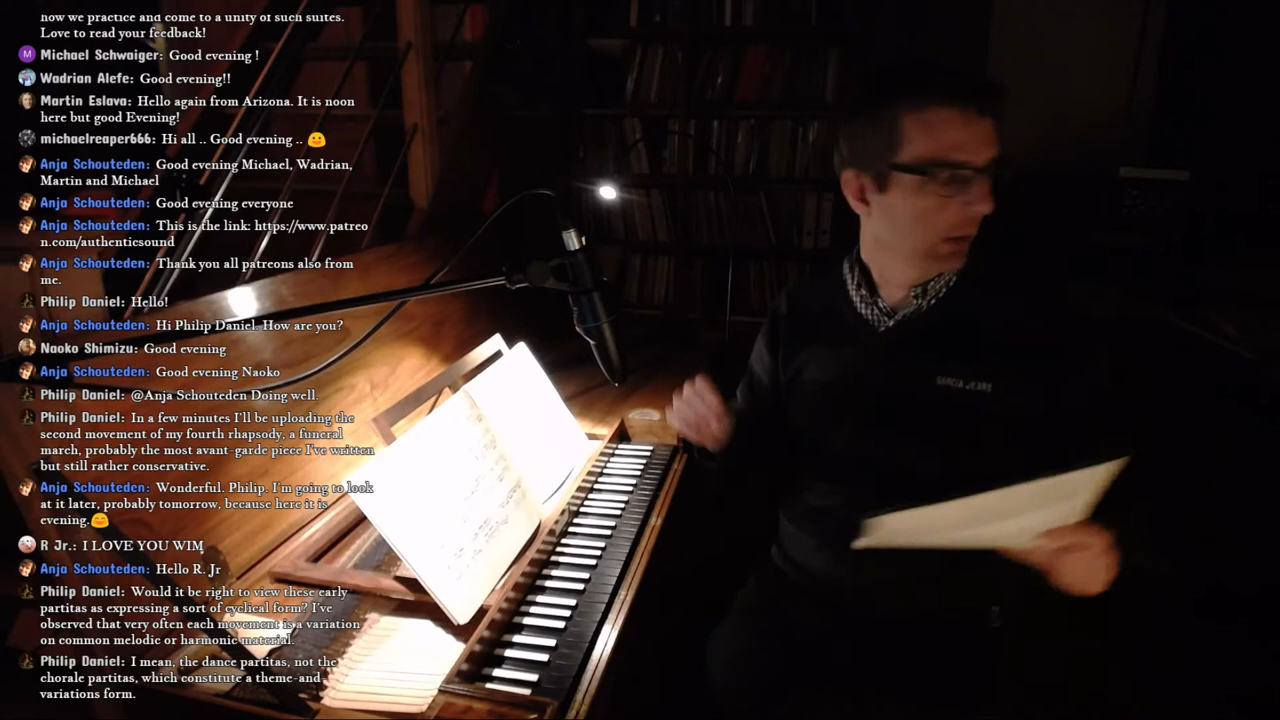 now we practice and come to a unity of such suites.
Love to read your feedback!
M
Michael Schwaiger: Good evening !
Wadrian Alefe: Good evening!!
Martin Eslava: Hello again from Arizona. It is noon
here but good Evening!
michaelreaper666: Hi all .. Good evening .. 😛
Anja Schouteden: Good evening Michael, Wadrian,
Martin and Michael
Anja Schouteden: Good evening everyone
Anja Schouteden: This is the link: https://www.patreo
n.com/authenticsound
Anja Schouteden: Thank you all patreons also from
me.
Philip Daniel: Hello!
Anja Schouteden: Hi Philip Daniel. How are you?
Naoko Shimizu: Good evening
Anja Schouteden: Good evening Naoko
Philip Daniel: @Anja Schouteden Doing well.
Philip Daniel: In a few minutes I'll be uploading the
second movement of my fourth rhapsody, a funeral
march, probably the most avant-garde piece I've written
but still rather conservative.
Anja Schouteden: Wonderful. Philip. I'm going to look
at it later, probably tomorrow, because here it is
evening.😄
R Jr.: I LOVE YOU WIM
Anja Schouteden: Hello R. Jr
Philip Daniel: Would it be right to view these early
partitas as expressing a sort of cyclical form? I've
observed that very often each movement is a variation
on common melodic or harmonic material.
Philip Daniel: I mean, the dance partitas, not the
chorale partitas, which constitute a theme-and-
variations form.
GARCIA JEANS